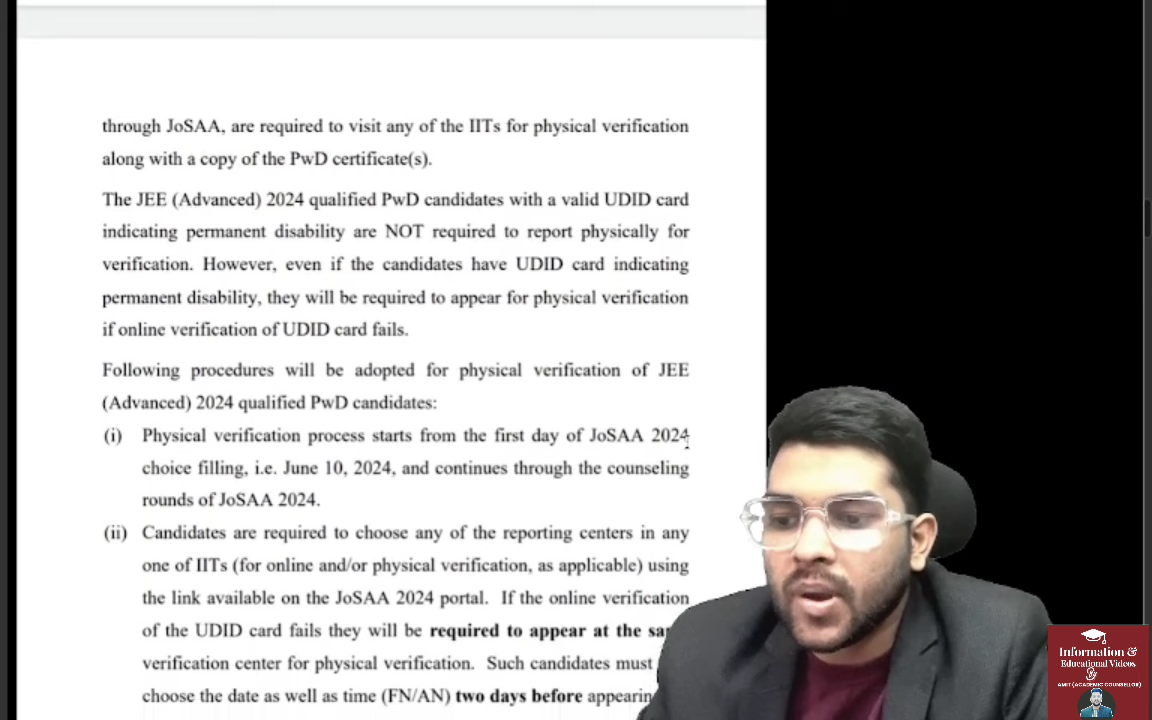 through JoSAA, are required to visit any of the IITs for physical verification
along with a copy of the PwD certificate(s).
The JEE (Advanced) 2024 qualified PwD candidates with a valid UDID card
indicating permanent disability are NOT required to report physically for
verification. However, even if the candidates have UDID card indicating
permanent disability, they will be required to appear for physical verification
if online verification of UDID card fails.
Following procedures will be adopted for physical verification of JEE
(Advanced) 2024 qualified PwD candidates:
(i) Physical verification process starts from the first day of JoSAA 2024
choice filling, i.e. June 10, 2024, and continues through the counseling
rounds of JoSAA 2024.
(ii) Candidates are required to choose any of the reporting centers in any
one of IITs (for online and/or physical verification, as applicable) using
the link available on the JoSAA 2024 portal. If the online verification
of the UDID card fails they will be required to appear at the
verification center for physical verification. Such candidates must
choose the date as well as time (FN/AN) two days before
Information &
Educational Videos
AMIT (ACADEMIC COUNSELLOR)